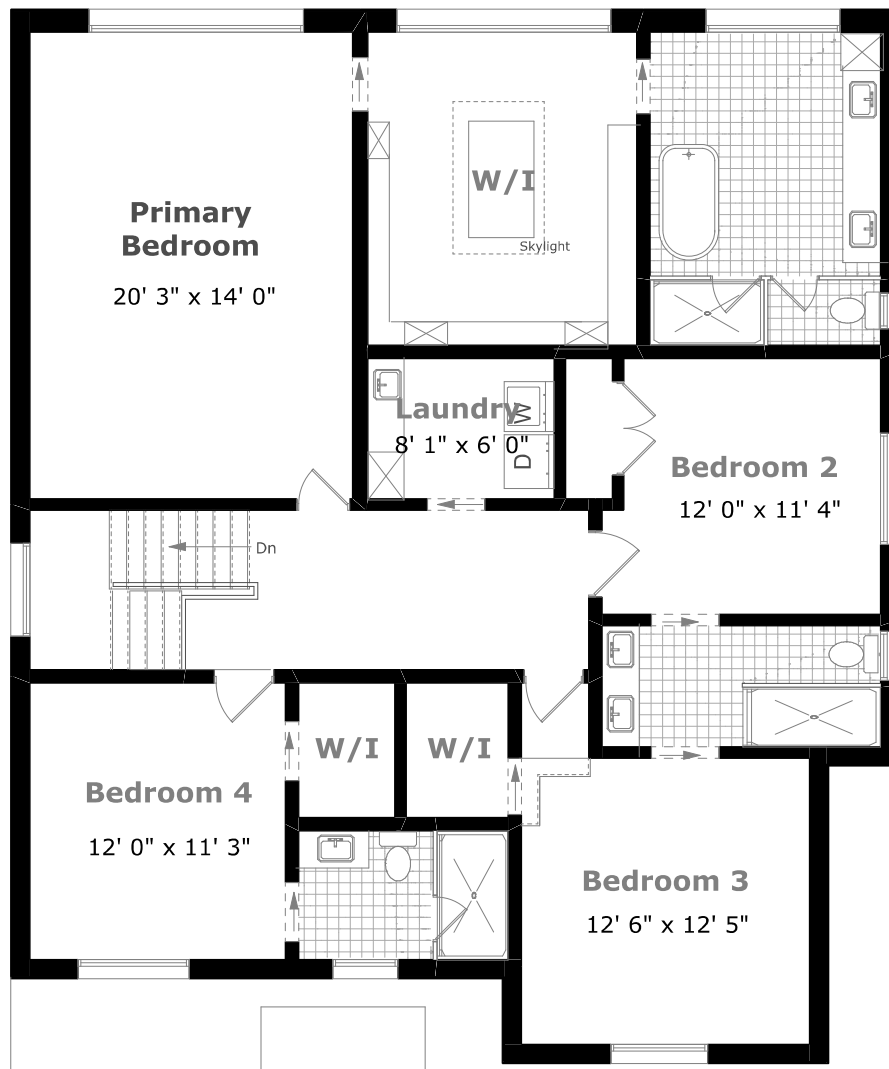 W/I
Skylight
Primary
Bedroom
20' 3" x 14' 0"
Laundry
8' 1" x 6' 0"
W
D
Bedroom 2
12' 0" x 11' 4"
Dn
W/I
W/I
Bedroom 4
12' 0" x 11' 3"
Bedroom 3
12' 6" x 12' 5"